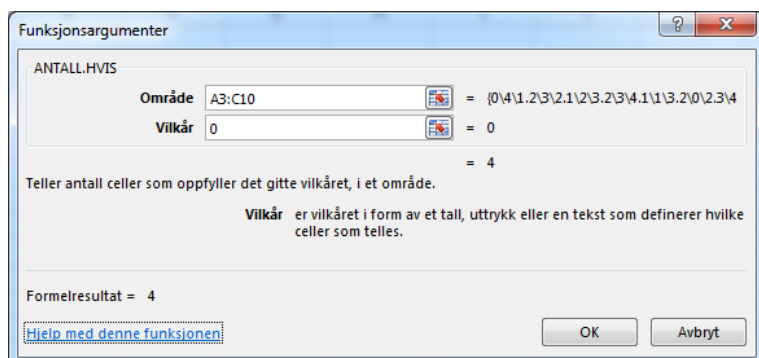 Funksjonsargumenter
ANTALL.HVIS
Område A3:C10 = {0\4\1.2\3\2.1\2\3.2\3\4.1\1\3.2\0\2.3\4
Vilkår 0 = 0
= 4
Teller antall celler som oppfyller det gitte vilkåret, i et område.
Vilkår er vilkåret i form av et tall, uttrykk eller en tekst som definerer hvilke
celler som telles.
Formelresultat = 4
Hjelp med denne funksjonen OK Avbryt